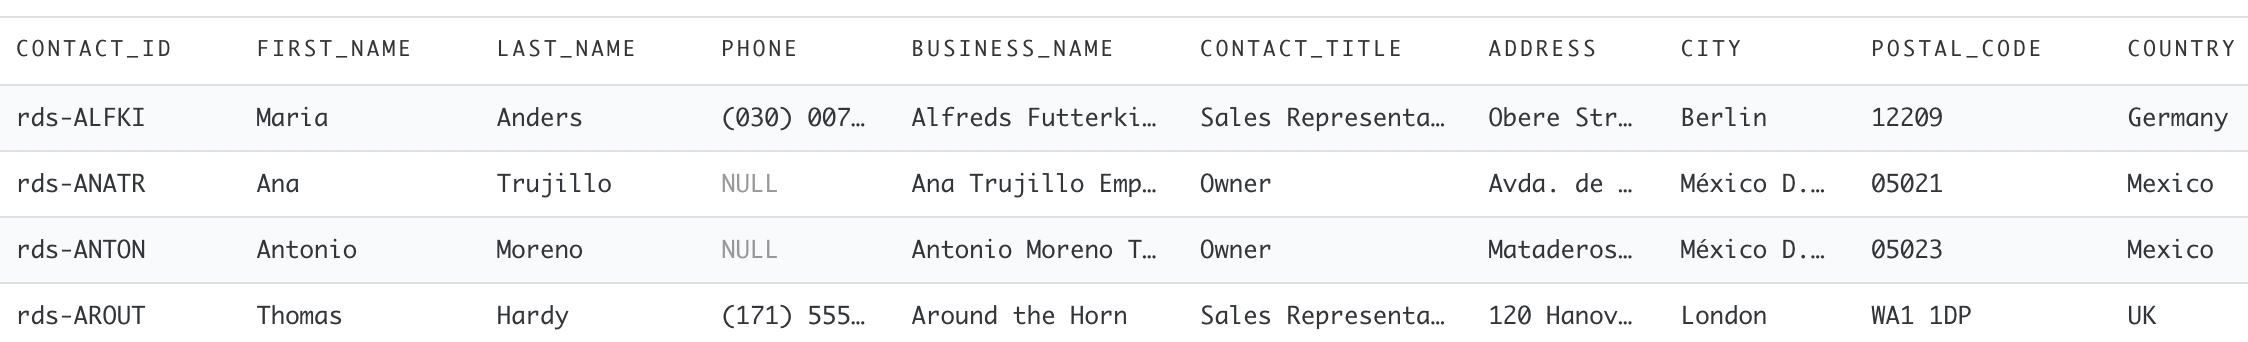 CONTACT_ID FIRST_NAME LAST_NAME PHONE BUSINESS_NAME CONTACT_TITLE ADDRESS CITY POSTAL_CODE COUNTRY
rds-ALFKI Maria Anders (030) 007… Alfreds Futterki… Sales Representa… Obere Str… Berlin 12209 Germany
rds-ANATR Ana Trujillo NULL Ana Trujillo Emp… Owner Avda. de … México D.… 05021 Mexico
rds-ANTON Antonio Moreno NULL Antonio Moreno T… Owner Mataderos… México D.… 05023 Mexico
rds-AROUT Thomas Hardy (171) 555… Around the Horn Sales Representa… 120 Hanov… London WA1 1DP UK